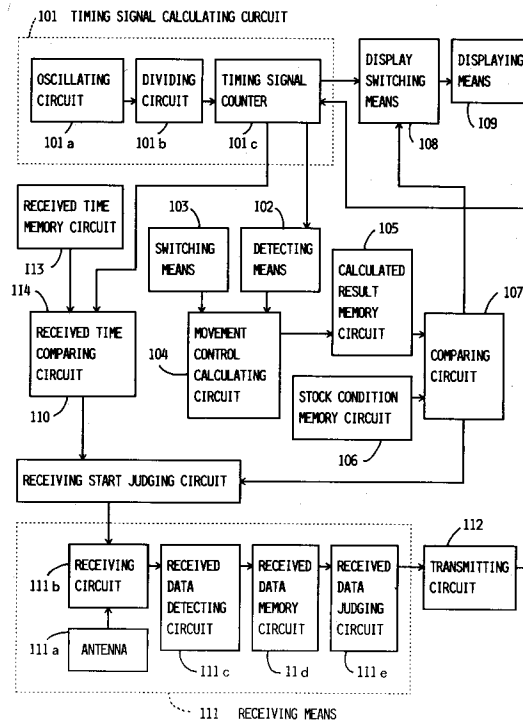 101 TIMING SIGNAL CALCULATING CURCUIT
OSCILLATING
CIRCUIT
DIVIDING
CIRCUIT
TIMING SIGNAL
COUNTER
DISPLAY
SWITCHING
MEANS
DISPLAYING
MEANS
101a
101b
101c
108
109
RECEIVED TIME
MEMORY CIRCUIT
113
103
SWITCHING
MEANS
102
DETECTING
MEANS
105
CALCULATED
RESULT
MEMORY
CIRCUIT
107
114
RECEIVED TIME
COMPARING
CIRCUIT
110
104
MOVEMENT
CONTROL
CALCULATING
CIRCUIT
COMPARING
CIRCUIT
STOCK CONDITION
MEMORY CIRCUIT
106
RECEIVING START JUDGING CIRCUIT
111b
RECEIVING
CIRCUIT
RECEIVED
DATA
DETECTING
CIRCUIT
RECEIVED
DATA
MEMORY
CIRCUIT
RECEIVED
DATA
JUDGING
CIRCUIT
112
TRANSMITTING
CIRCUIT
111a
ANTENNA
111c
11d
111e
111 RECEIVING MEANS